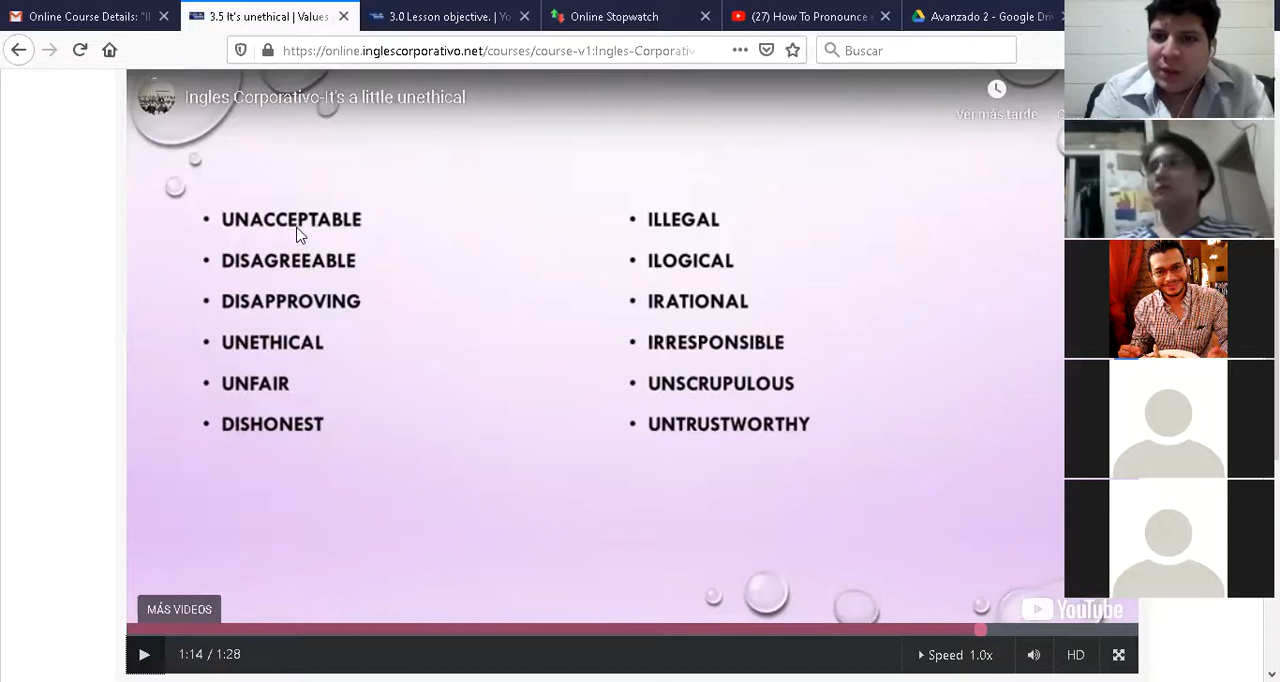 Online Course Details: "I
3.5 It's unethical | Values
3.0 Lesson objective. | Yo
Online Stopwatch
(27) How To Pronounce
Avanzado 2 - Google Dri
https://online.inglescorporativo.net/courses/course-v1:Ingles-Corporativ
Buscar
Ingles Corporativo-It's a little unethical
Ver más tarde
• UNACCEPTABLE
• DISAGREEABLE
• DISAPPROVING
• UNETHICAL
• UNFAIR
• DISHONEST
• ILLEGAL
• ILOGICAL
• IRATIONAL
• IRRESPONSIBLE
• UNSCRUPULOUS
• UNTRUSTWORTHY
MÁS VIDEOS
YouTube
1:14 / 1:28
Speed 1.0x
HD